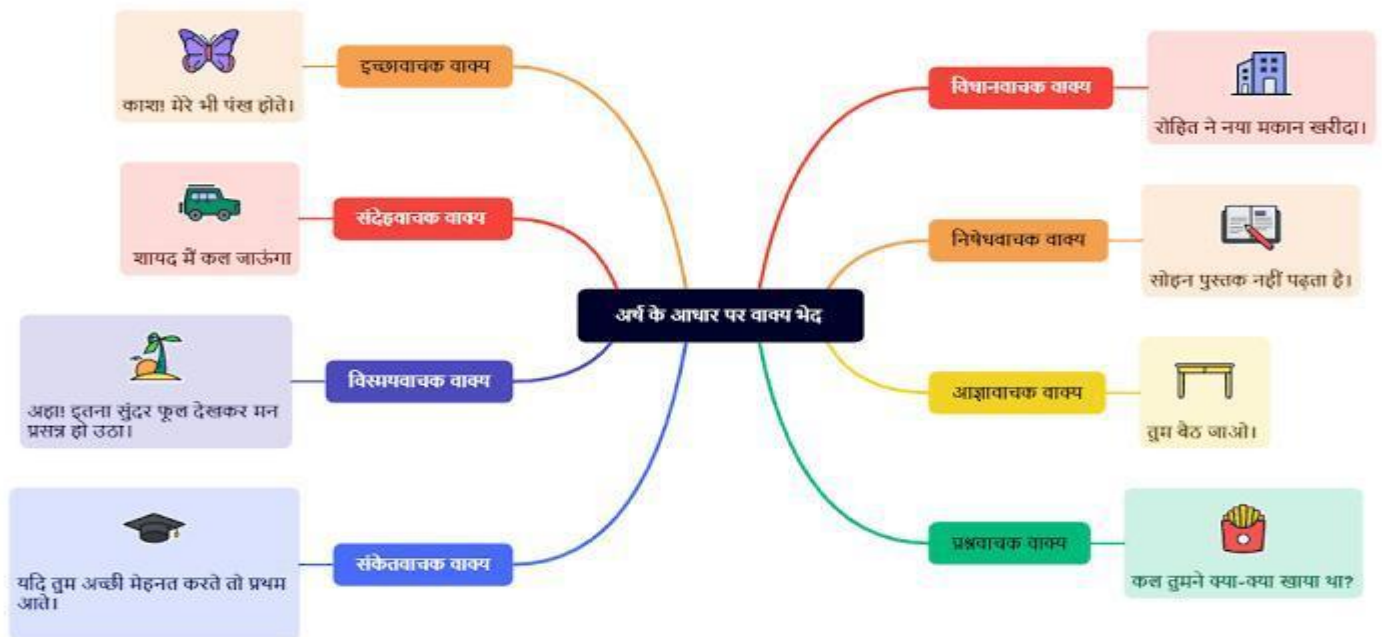 अर्थ के आधार पर वाक्य भेद
इच्छावाचक वाक्य
काश! मेरे भी पंख होते।
संदेहवाचक वाक्य
शायद मैं कल जाऊंगा
विस्मयवाचक वाक्य
अहा! इतना सुंदर फूल देखकर मन
प्रसन्न हो उठा।
संकेतवाचक वाक्य
यदि तुम अच्छी मेहनत करते तो प्रथम
आते।
विधानवाचक वाक्य
रोहित ने नया मकान खरीदा।
निषेधवाचक वाक्य
सोहन पुस्तक नहीं पढ़ता है।
आज्ञावाचक वाक्य
तुम बैठ जाओ।
प्रश्नवाचक वाक्य
कल तुमने क्या-क्या खाया था?